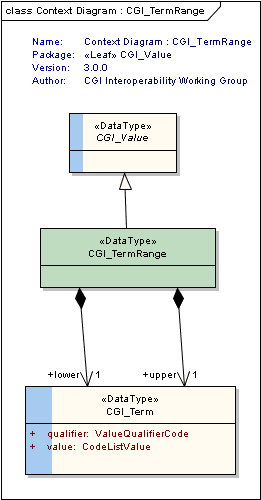 class Context Diagram : CGI_TermRange
Name: Context Diagram : CGI_TermRange
Package: «Leaf» CGI_Value
Version: 3.0.0
Author: CGI Interoperability Working Group
«DataType»
CGI_Value
«DataType»
CGI_TermRange
+lower 1 +upper 1
«DataType»
CGI_Term
+ qualifier: ValueQualifierCode
+ value: CodeListValue